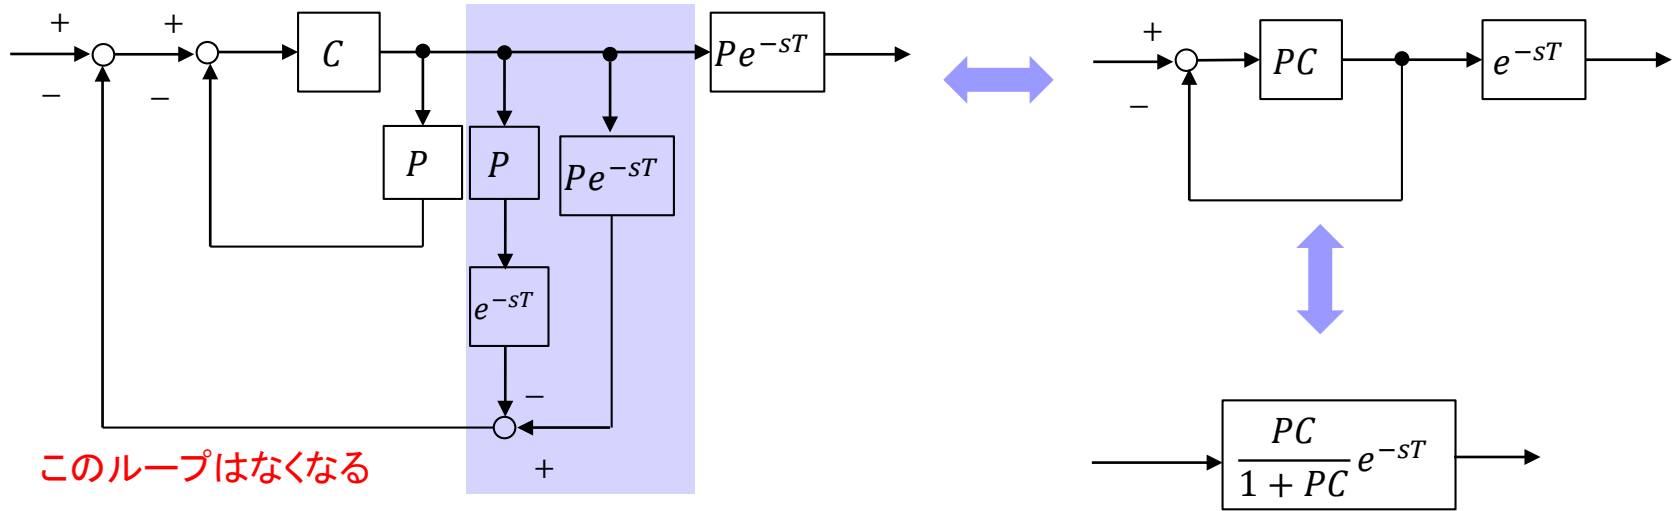 +
+
−
−
C
Pe^{-sT}
P
P
Pe^{-sT}
e^{-sT}
−
+
このループはなくなる
+
−
PC
e^{-sT}
\frac{PC}{1 + PC} e^{-sT}